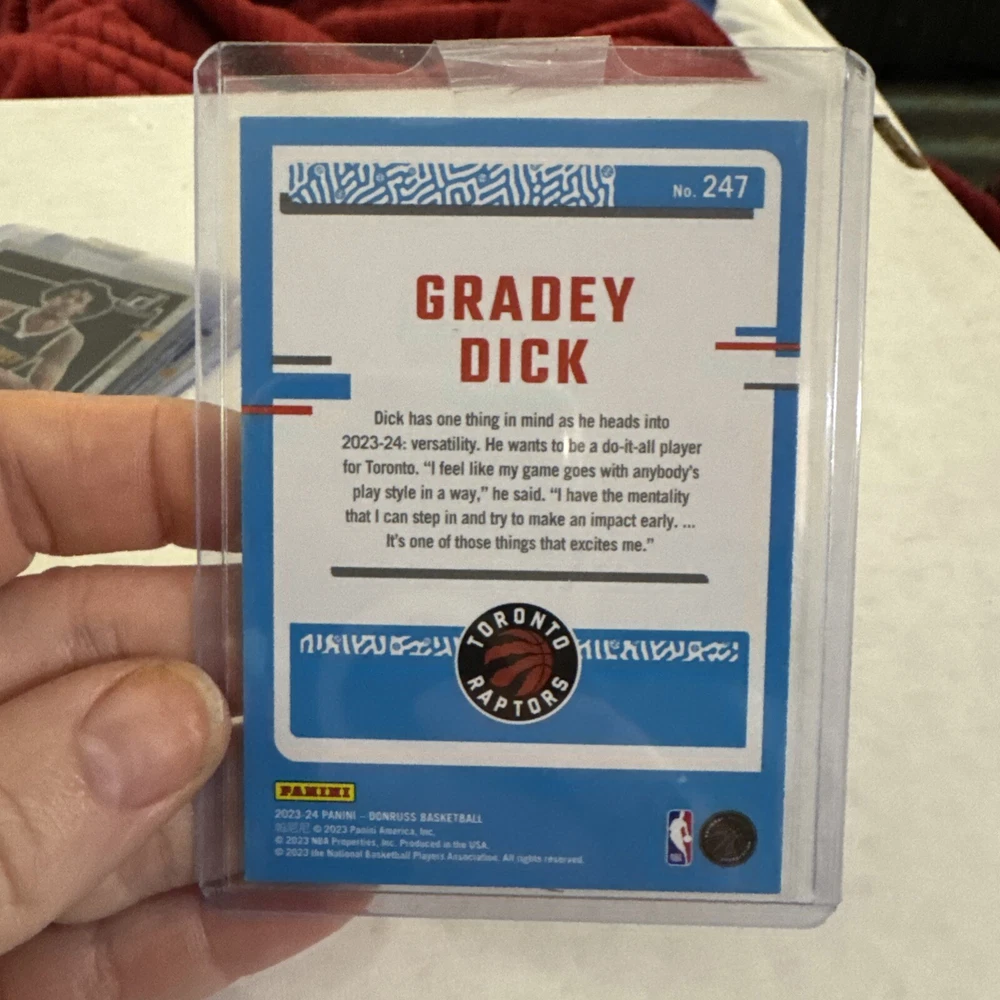 No. 247
GRADEY
DICK
Dick has one thing in mind as he heads into
2023-24: versatility. He wants to be a do-it-all player
for Toronto. “I feel like my game goes with anybody’s
play style in a way,” he said. “I have the mentality
that I can step in and try to make an impact early. ...
It’s one of those things that excites me.”
TORONTO
RAPTORS
PANINI
2023-24 PANINI – DONRUSS BASKETBALL
帕尼尼 © 2023 Panini America, Inc.
© 2023 NBA Properties, Inc. Produced in the USA.
© 2023 the National Basketball Players Association. All rights reserved.